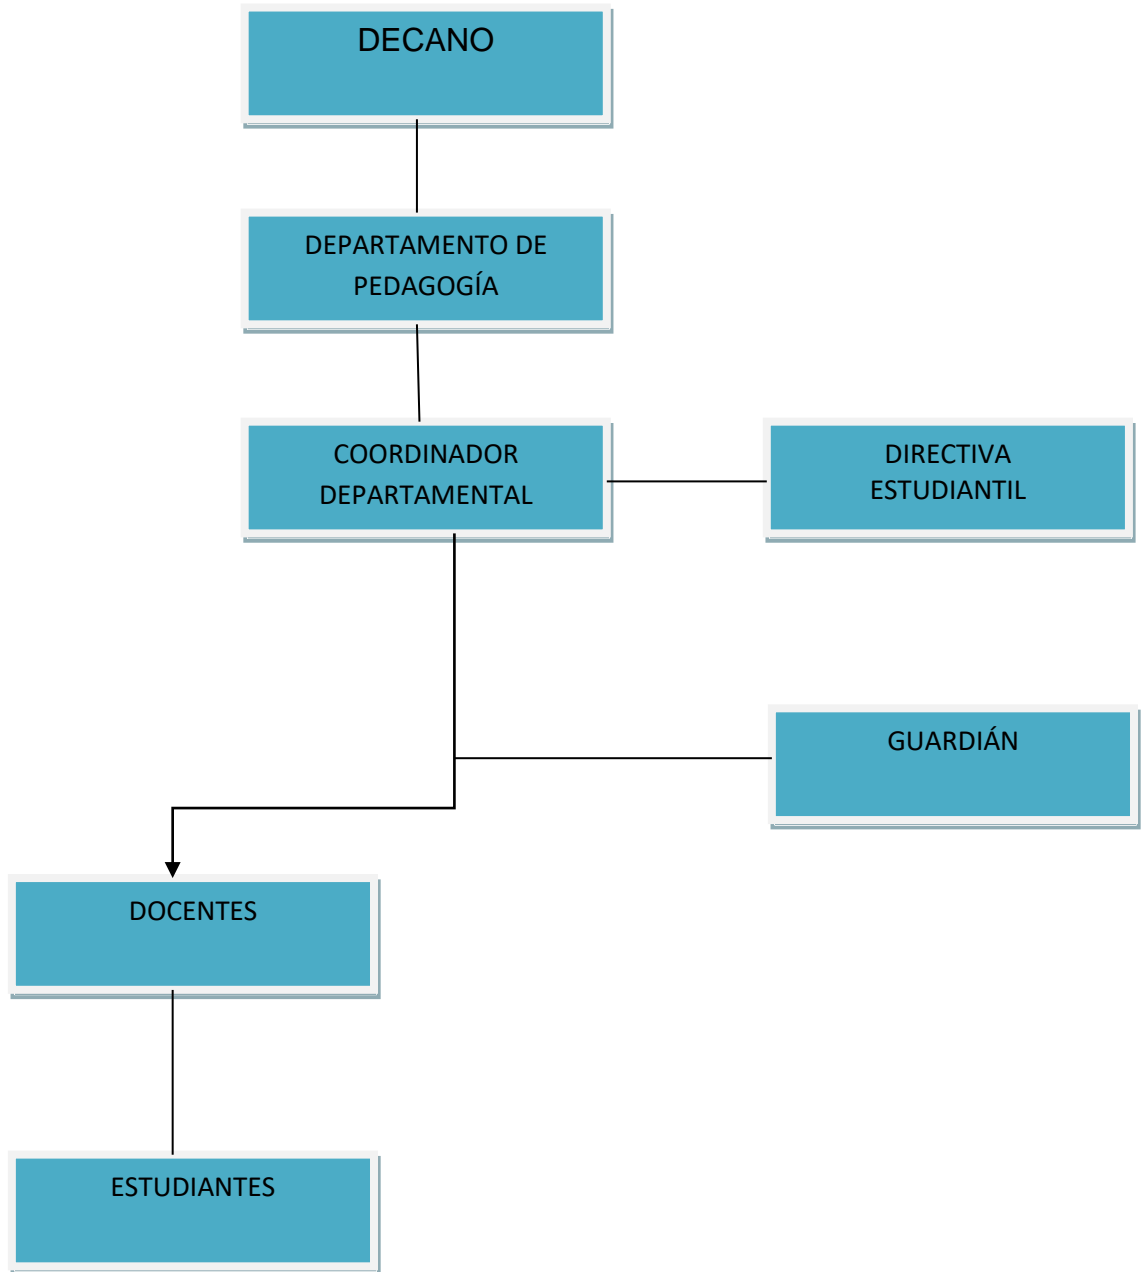 DECANO
DEPARTAMENTO DE
PEDAGOGÍA
COORDINADOR
DEPARTAMENTAL
DIRECTIVA
ESTUDIANTIL
GUARDIÁN
DOCENTES
ESTUDIANTES